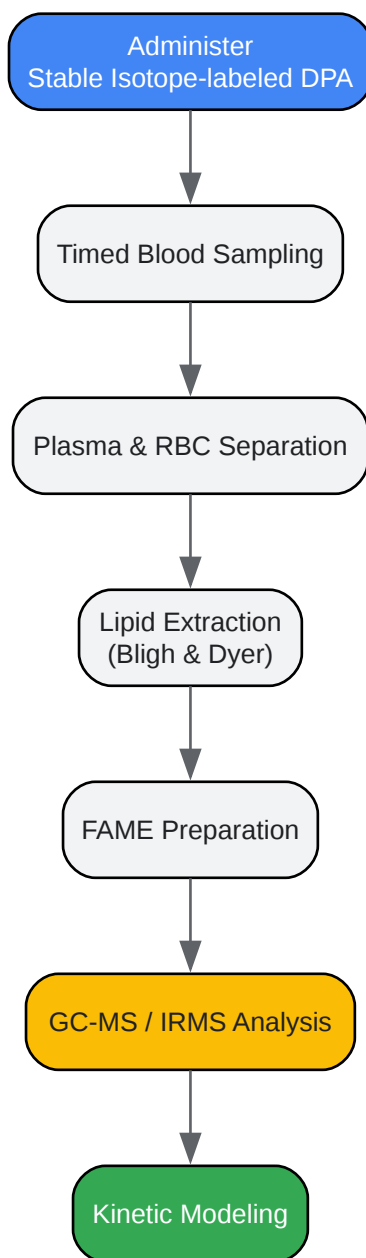 Administer
Stable Isotope-labeled DPA
Timed Blood Sampling
Plasma & RBC Separation
Lipid Extraction
(Bligh & Dyer)
FAME Preparation
GC-MS / IRMS Analysis
Kinetic Modeling